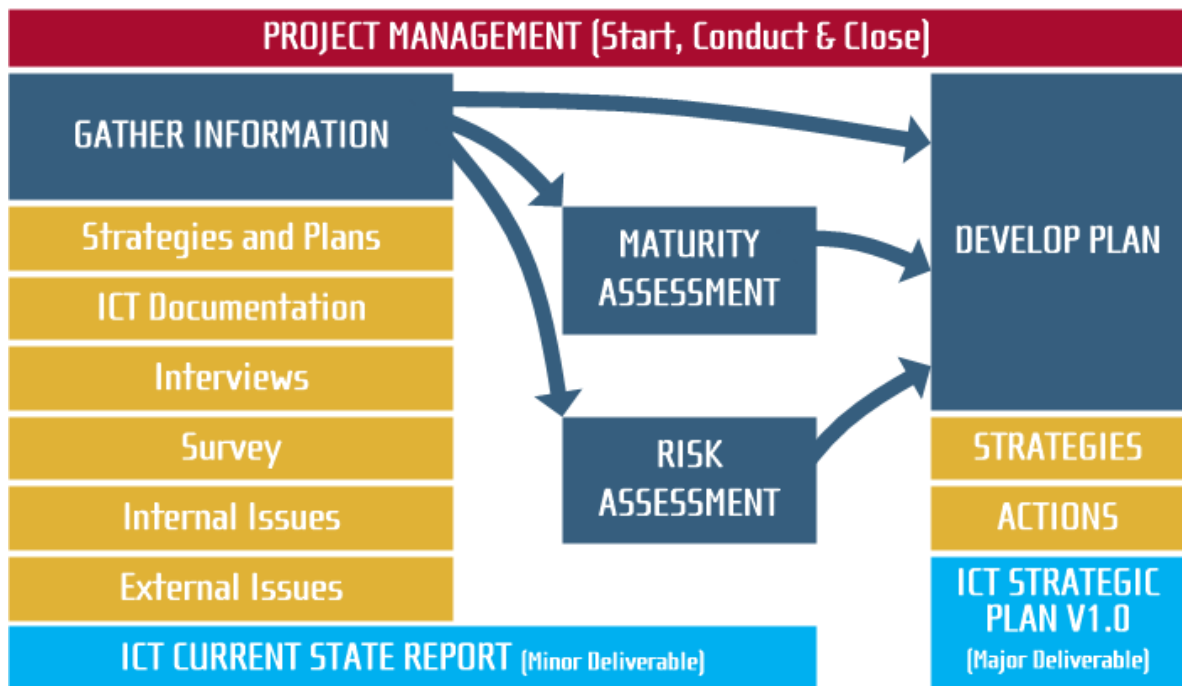 PROJECT MANAGEMENT (Start, Conduct & Close)
GATHER INFORMATION
Strategies and Plans
ICT Documentation
Interviews
Survey
Internal Issues
External Issues
MATURITY
ASSESSMENT
RISK
ASSESSMENT
DEVELOP PLAN
STRATEGIES
ACTIONS
ICT STRATEGIC
PLAN V1.0
(Major Deliverable)
ICT CURRENT STATE REPORT (Minor Deliverable)